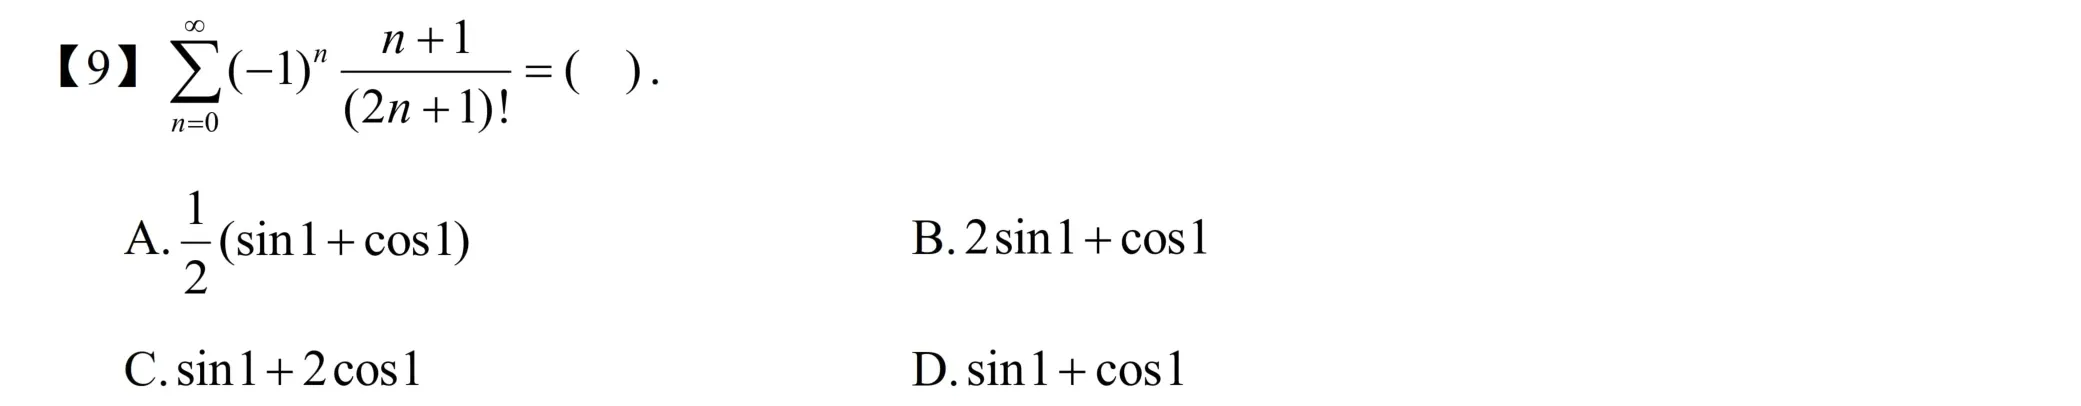 【9】 $\sum_{n=0}^{\infty}(-1)^n\frac{n+1}{(2n+1)!}=(\quad).$
A. $\frac{1}{2}(\sin 1+\cos 1)$ B. $2\sin 1+\cos 1$
C. $\sin 1+2\cos 1$ D. $\sin 1+\cos 1$